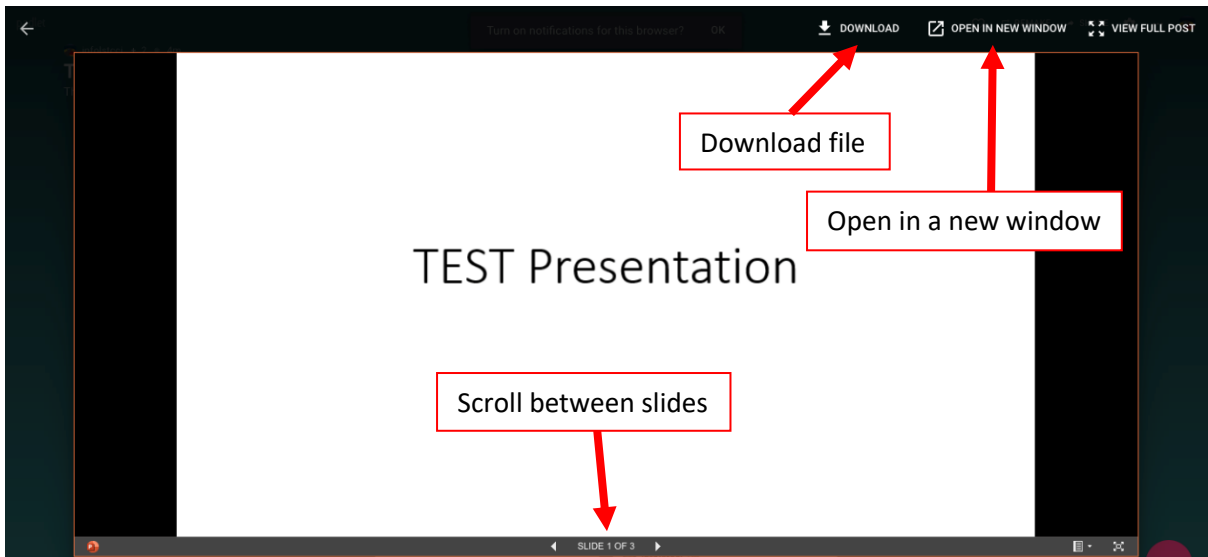 Turn on notifications for this browser? OK
DOWNLOAD
OPEN IN NEW WINDOW
VIEW FULL POST
Download file
Open in a new window
TEST Presentation
Scroll between slides
SLIDE 1 OF 3